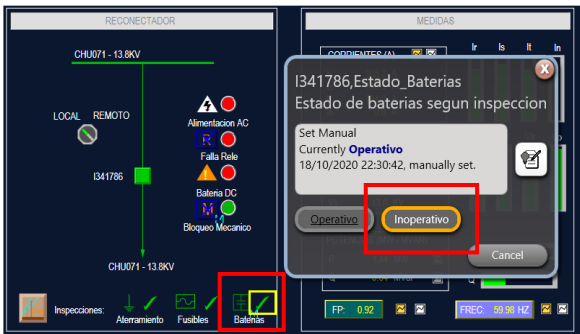 RECONECTADOR
CHU071 - 13.8KV
LOCAL REMOTO
Alimentacion AC
R
Falla Rele
I341786
Bateria DC
M
Bloqueo Mecanico
CHU071 - 13.8KV
Inspecciones:
Aterramiento
Fusibles
Baterias
MEDIDAS
CORRIENTES (A)
Ir Is It In
I341786,Estado_Baterias
Estado de baterias segun inspeccion
Set Manual
Currently Operativo
18/10/2020 22:30:42, manually set.
Operativo
Inoperativo
Cancel
FP: 0.92
FREC: 59.98 HZ